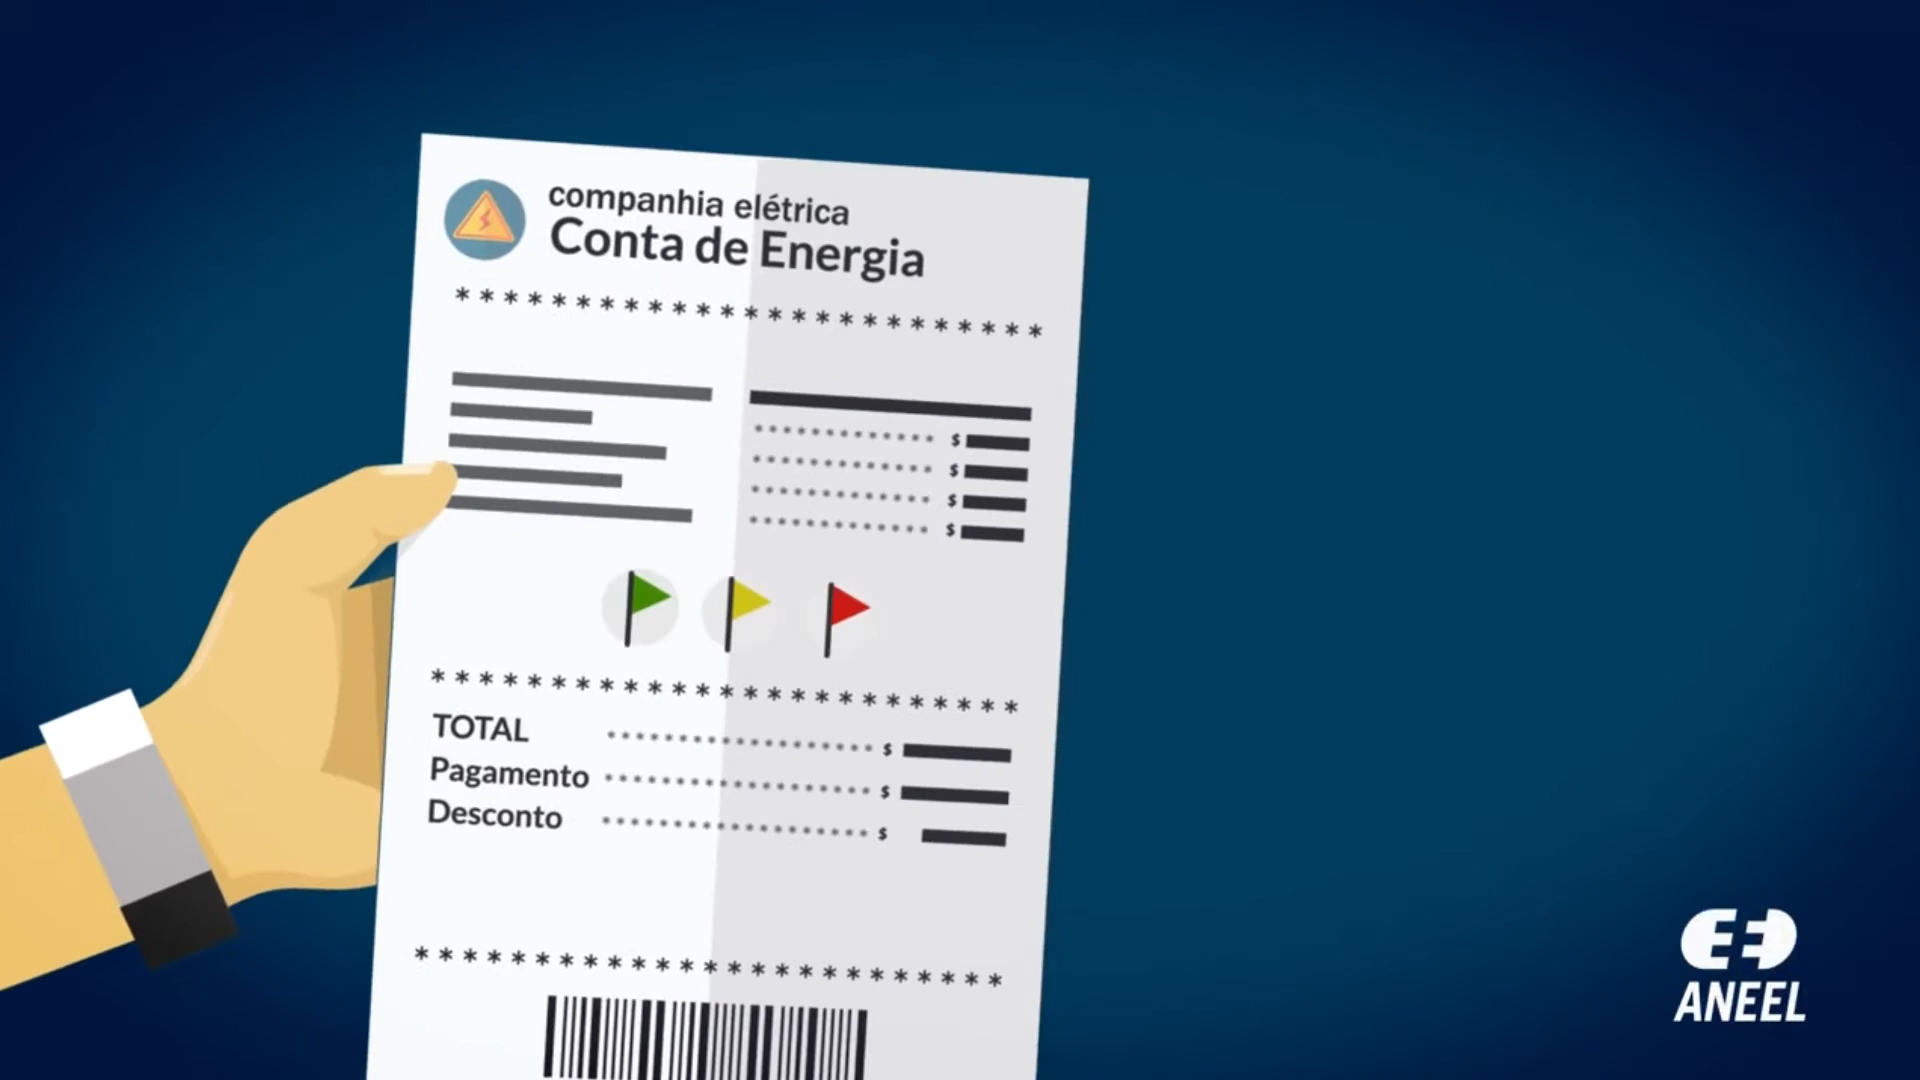 companhia elétrica
Conta de Energia
* * * * * * * * * * * * * * * * * * * * * * * * *
$
$
$
$
* * * * * * * * * * * * * * * * * * * * * * * * *
TOTAL $
Pagamento $
Desconto $
* * * * * * * * * * * * * * * * * * * * * * * * *
ANEEL